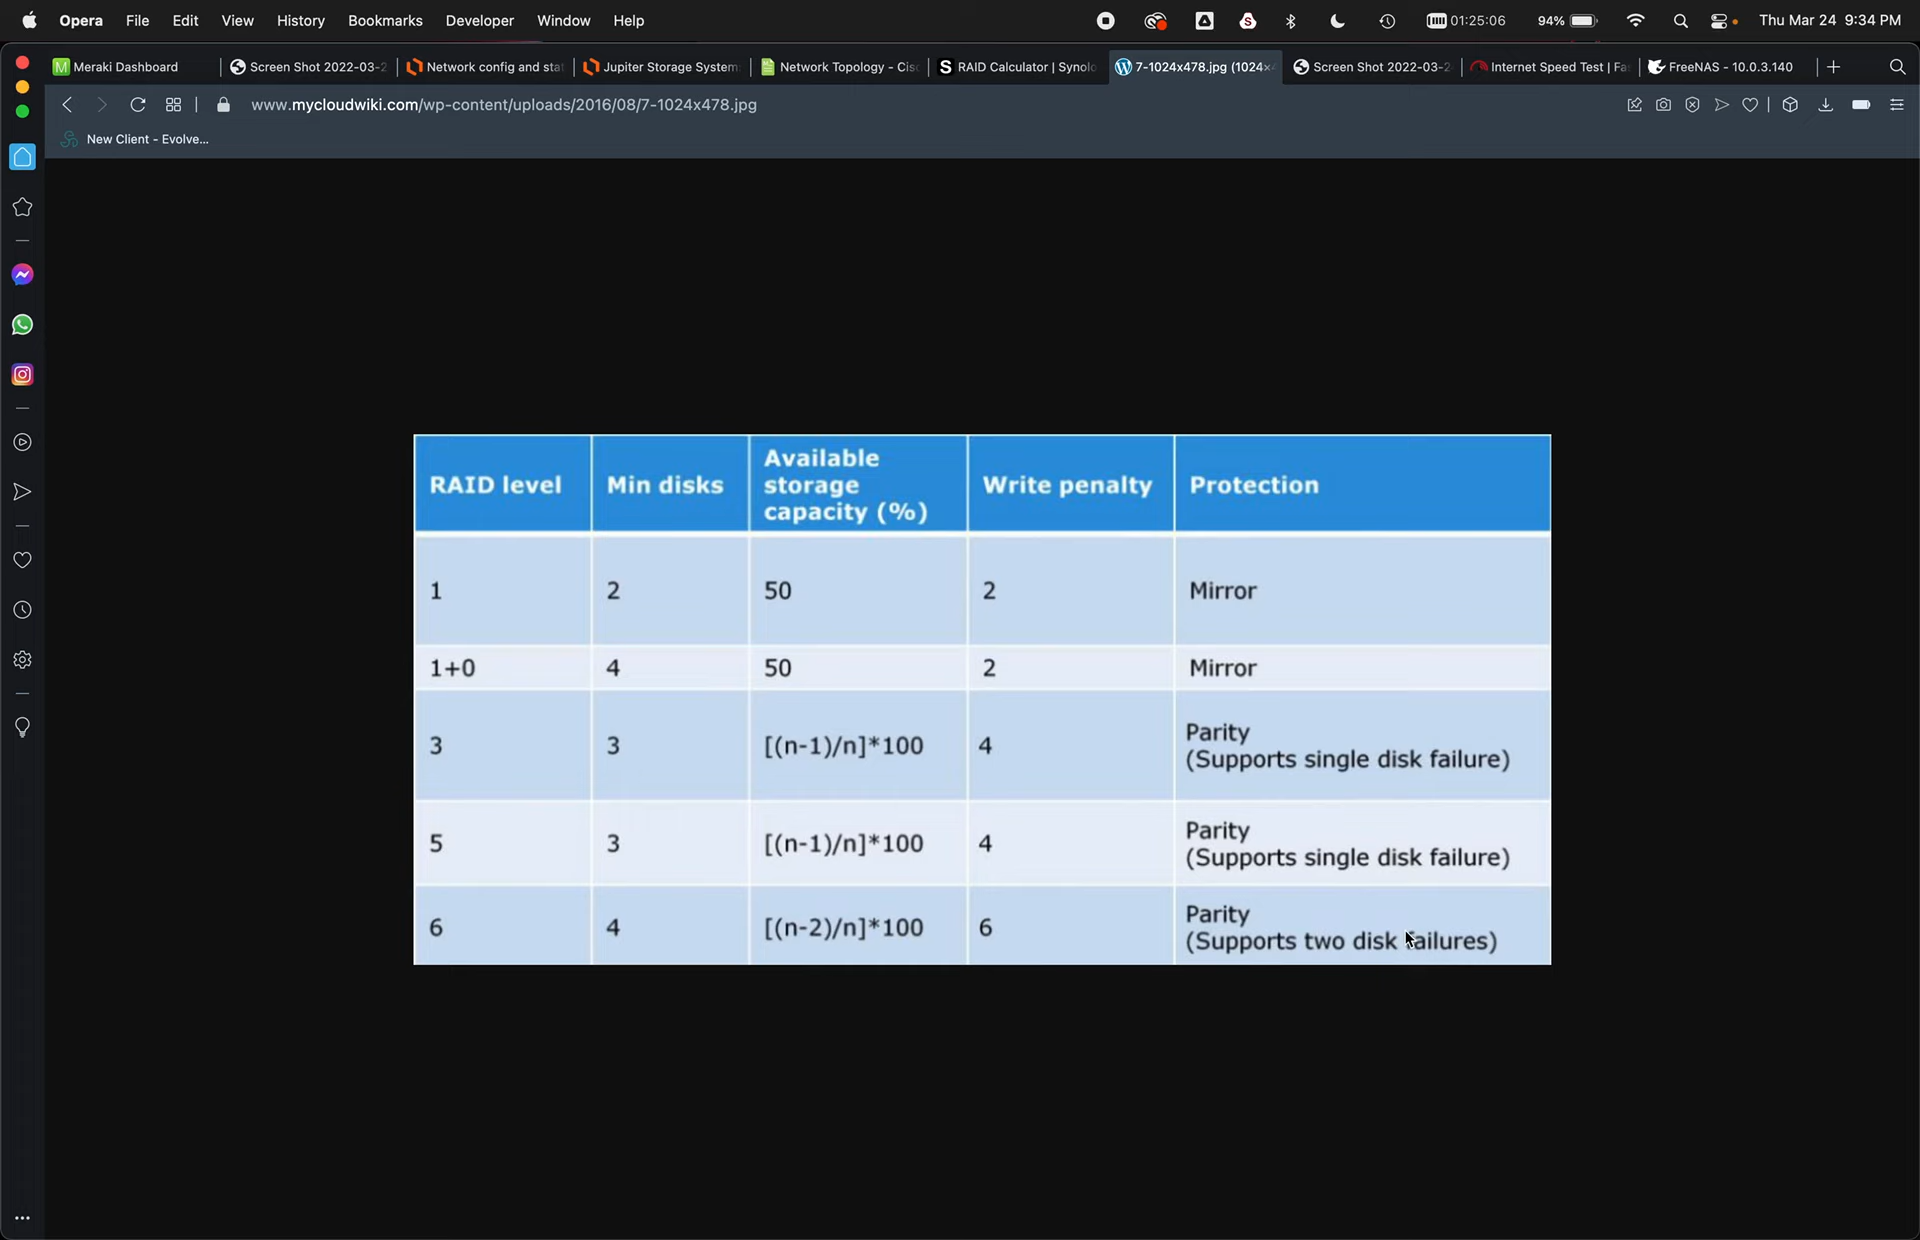 Opera File Edit View History Bookmarks Developer Window Help 01:25:06 94% Thu Mar 24 9:34 PM
Meraki Dashboard Screen Shot 2022-03-2 Network config and sta Jupiter Storage System Network Topology - Cisc RAID Calculator | Synolo 7-1024x478.jpg (1024× Screen Shot 2022-03-2 Internet Speed Test | Fa FreeNAS - 10.0.3.140
www.mycloudwiki.com/wp-content/uploads/2016/08/7-1024x478.jpg
New Client - Evolve...
RAID level Min disks Available storage capacity (%) Write penalty Protection
1 2 50 2 Mirror
1+0 4 50 2 Mirror
3 3 [(n-1)/n]*100 4 Parity
(Supports single disk failure)
5 3 [(n-1)/n]*100 4 Parity
(Supports single disk failure)
6 4 [(n-2)/n]*100 6 Parity
(Supports two disk failures)